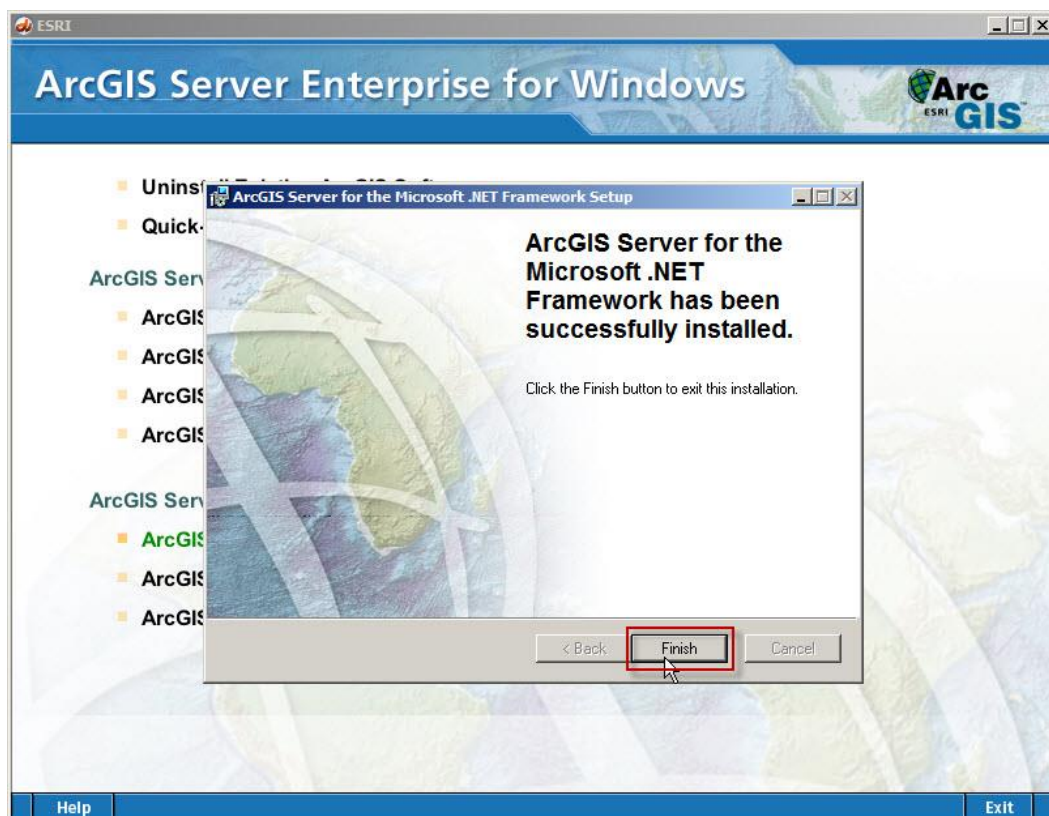 ESRI
ArcGIS Server Enterprise for Windows
Arc
ESRI GIS
ArcGIS Server for the Microsoft .NET Framework Setup
Quick-
ArcGIS Server for the
Microsoft .NET
Framework has been
successfully installed.
ArcGIS Serv
ArcGIS
Click the Finish button to exit this installation.
ArcGIS
ArcGIS
ArcGIS
ArcGIS Serv
ArcGIS
ArcGIS
ArcGIS
< Back
Finish
Cancel
Help
Exit